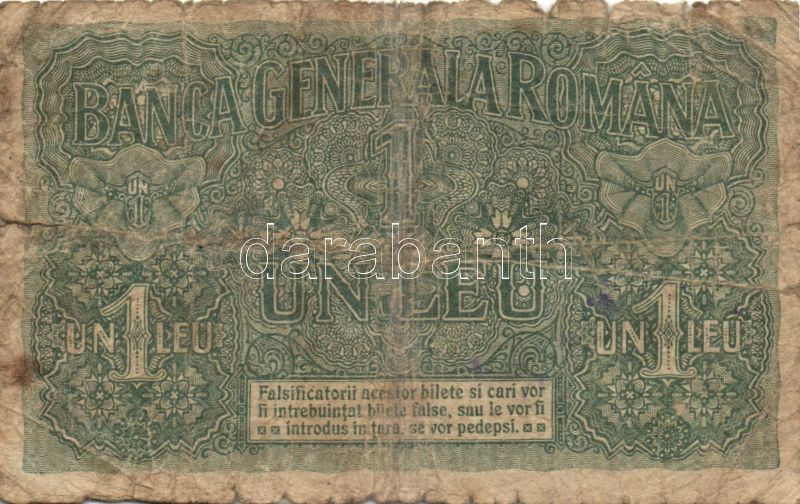 BANCA GENERALA ROMÂNA
1
UN 1
UN 1
darabanth
UN LEU
UN 1 LEU
UN 1 LEU
Falsificatorii acestor bilete si cari vor
fi intrebuințat bilete false, sau le vor fi
introdus in țara, se vor pedepsi.